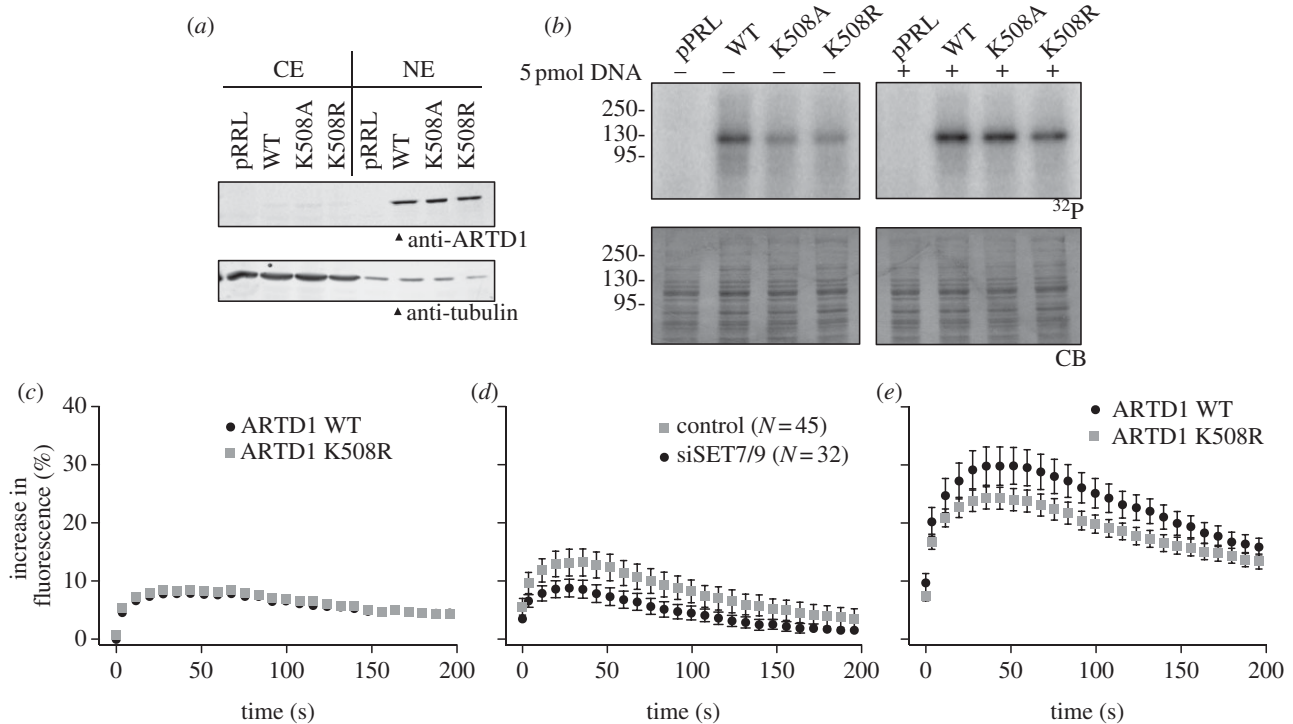 (a)
CE NE
pRRL WT K508A K508R pRRL WT K508A K508R
▲ anti-ARTD1
▲ anti-tubulin
(b)
pPRL WT K508A K508R pPRL WT K508A K508R
5 pmol DNA − − − − + + + +
250-
130-
95-
32P
250-
130-
95-
CB
(c)
40
30
20
10
0
increase in
fluorescence (%)
ARTD1 WT
ARTD1 K508R
0 50 100 150 200
time (s)
(d)
control (N = 45)
siSET7/9 (N = 32)
0 50 100 150 200
time (s)
(e)
ARTD1 WT
ARTD1 K508R
0 50 100 150 200
time (s)